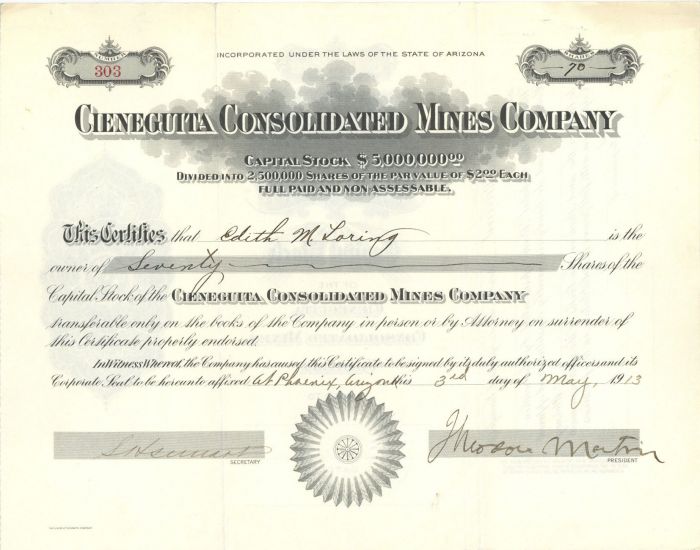 NUMBER
303
INCORPORATED UNDER THE LAWS OF THE STATE OF ARIZONA
SHARES
70
CIENEGUITA CONSOLIDATED MINES COMPANY
CAPITAL STOCK $5,000,000.00
DIVIDED INTO 2,500,000 SHARES OF THE PAR VALUE OF $2.00 EACH
FULL PAID AND NON ASSESSABLE.
This Certifies that Edith M Loring is the
owner of Seventy Shares of the
Capital Stock of the CIENEGUITA CONSOLIDATED MINES COMPANY
transferable only on the books of the Company in person or by Attorney on surrender of
this Certificate properly endorsed.
In Witness Whereof, the Company has caused this Certificate to be signed by its duly authorized officers and its
Corporate Seal to be hereunto affixed at Phoenix, Arizona this 3rd day of May, 1913
SECRETARY
Theodore Martin
PRESIDENT